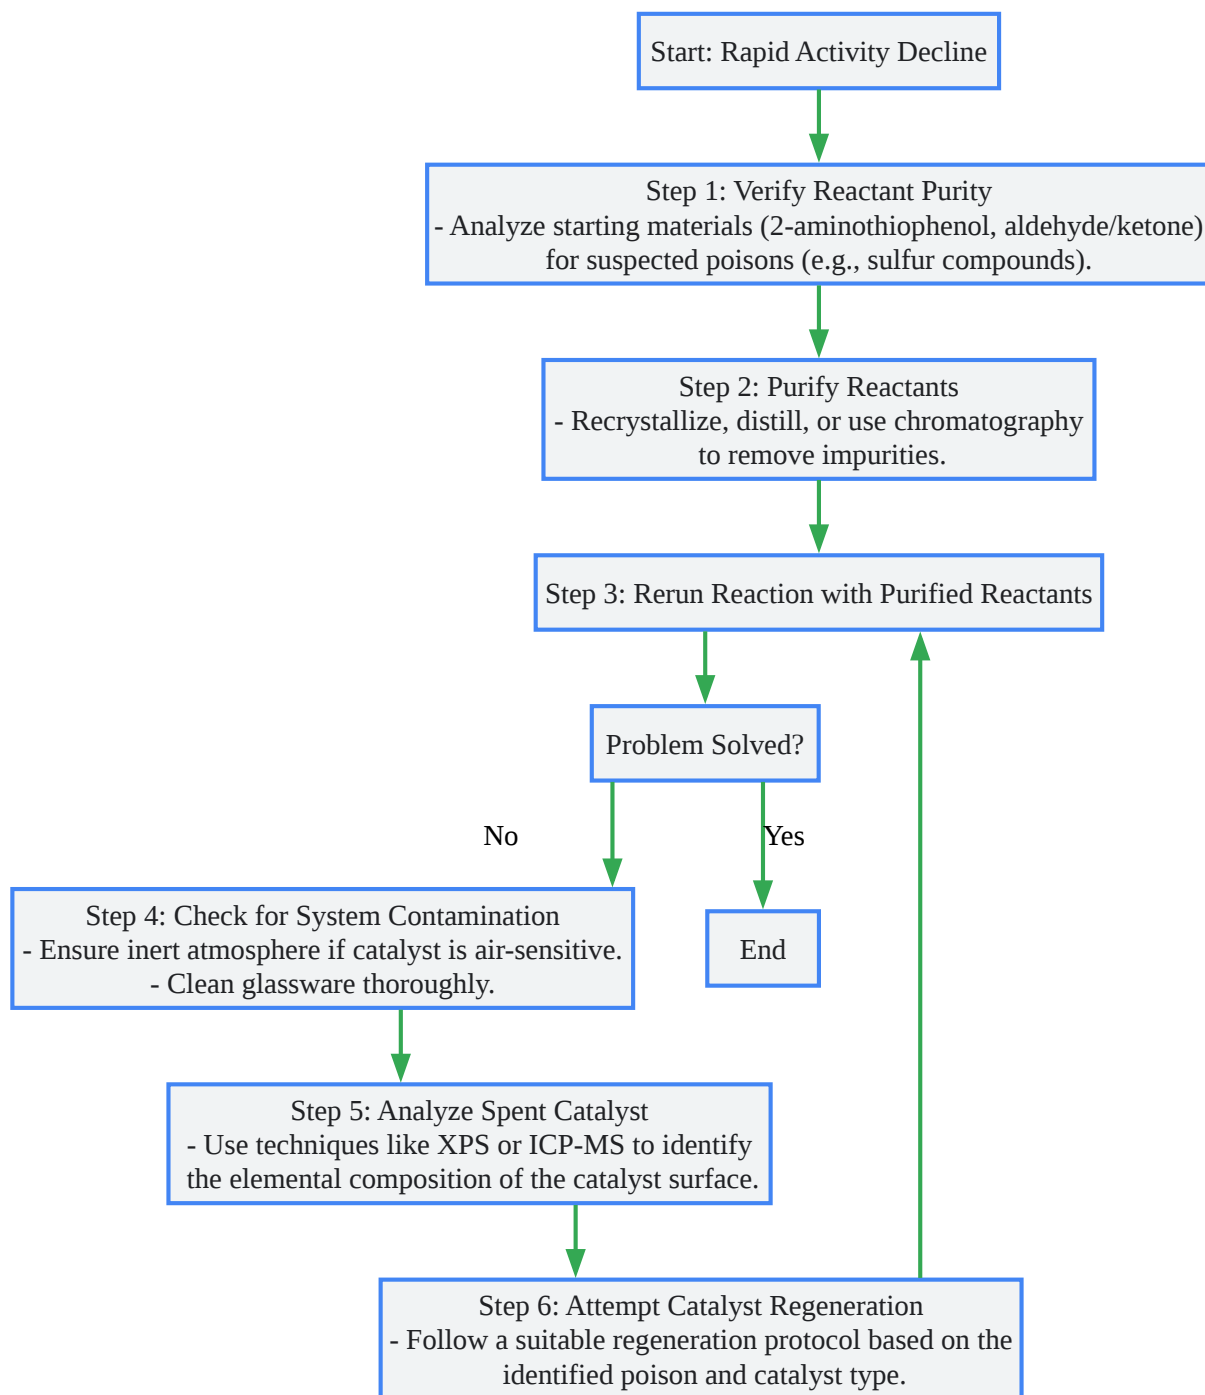 Start: Rapid Activity Decline
Step 1: Verify Reactant Purity
- Analyze starting materials (2-aminothiophenol, aldehyde/ketone)
for suspected poisons (e.g., sulfur compounds).
Step 2: Purify Reactants
- Recrystallize, distill, or use chromatography
to remove impurities.
Step 3: Rerun Reaction with Purified Reactants
Problem Solved?
No
Yes
Step 4: Check for System Contamination
- Ensure inert atmosphere if catalyst is air-sensitive.
- Clean glassware thoroughly.
End
Step 5: Analyze Spent Catalyst
- Use techniques like XPS or ICP-MS to identify
the elemental composition of the catalyst surface.
Step 6: Attempt Catalyst Regeneration
- Follow a suitable regeneration protocol based on the
identified poison and catalyst type.